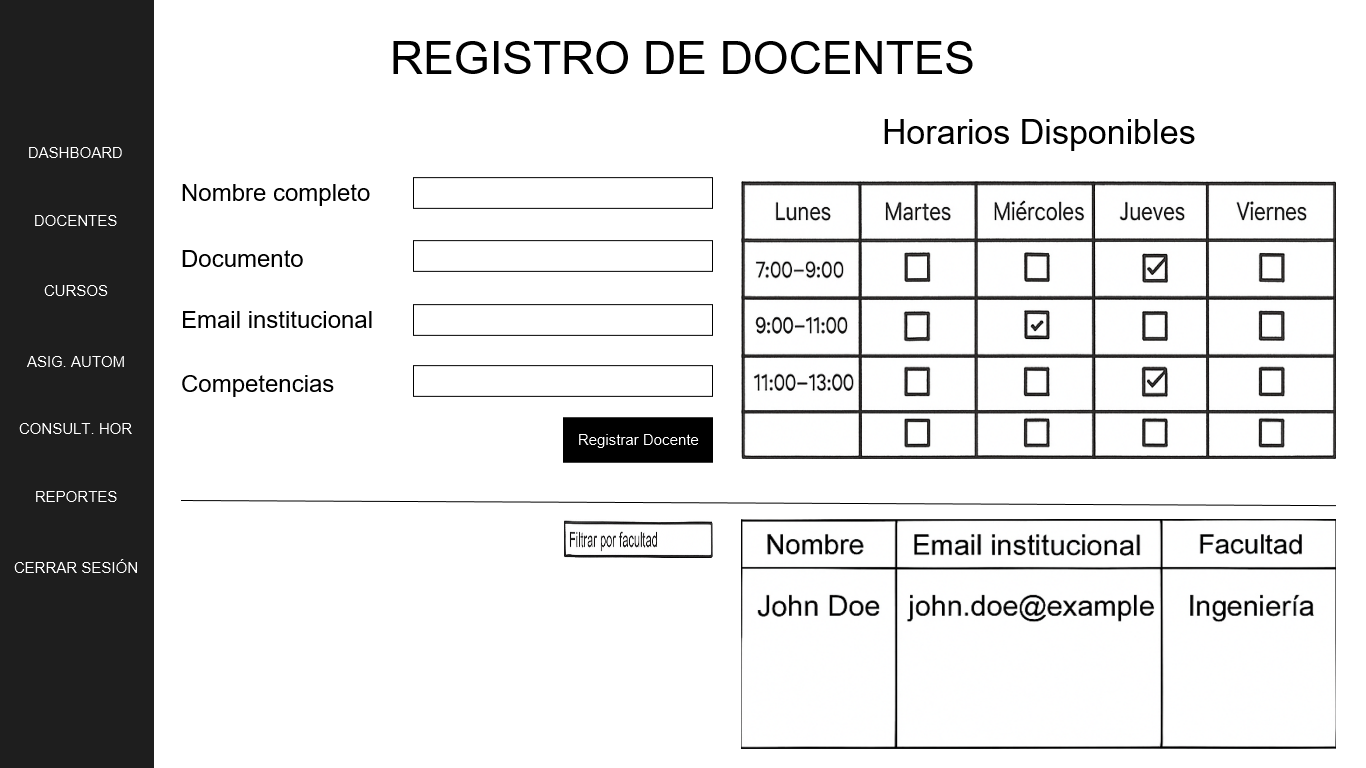 REGISTRO DE DOCENTES
DASHBOARD
DOCENTES
CURSOS
ASIG. AUTOM
CONSULT. HOR
REPORTES
CERRAR SESIÓN
Nombre completo
Documento
Email institucional
Competencias
Registrar Docente
Horarios Disponibles
Lunes Martes Miércoles Jueves Viernes
7:00–9:00
9:00–11:00
11:00–13:00
Filtrar por facultad
Nombre Email institucional Facultad
John Doe john.doe@example Ingeniería